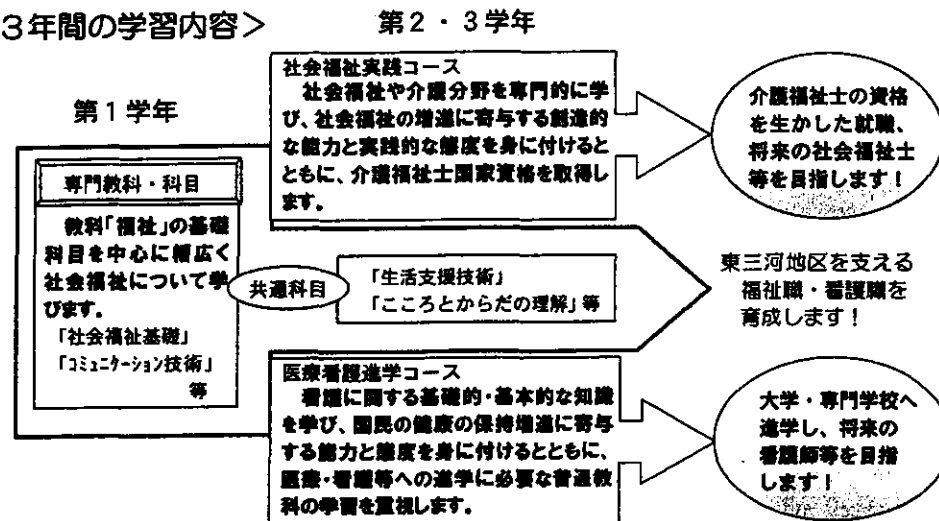 3年間の学習内容＞
第2・3学年
第1学年
専門教科・科目
教科「福祉」の基礎
科目を中心に幅広く
社会福祉について学
びます。
「社会福祉基礎」
「ｺﾐｭﾆｹｰｼｮﾝ技術」
等
社会福祉実践コース
社会福祉や介護分野を専門的に学
び、社会福祉の増進に寄与する創造的
な能力と実践的な態度を身に付けると
ともに、介護福祉士国家資格を取得し
ます。
介護福祉士の資格
を生かした就職、
将来の社会福祉士
等を目指します！
共通科目
「生活支援技術」
「こころとからだの理解」等
東三河地区を支える
福祉職・看護職を
育成します！
医療看護進学コース
看護に関する基礎的・基本的な知識
を学び、国民の健康の保持増進に寄与
する能力と態度を身に付けるとともに、
医療・看護等への進学に必要な普通教
科の学習を重視します。
大学・専門学校へ
進学し、将来の
看護師等を目指
します！